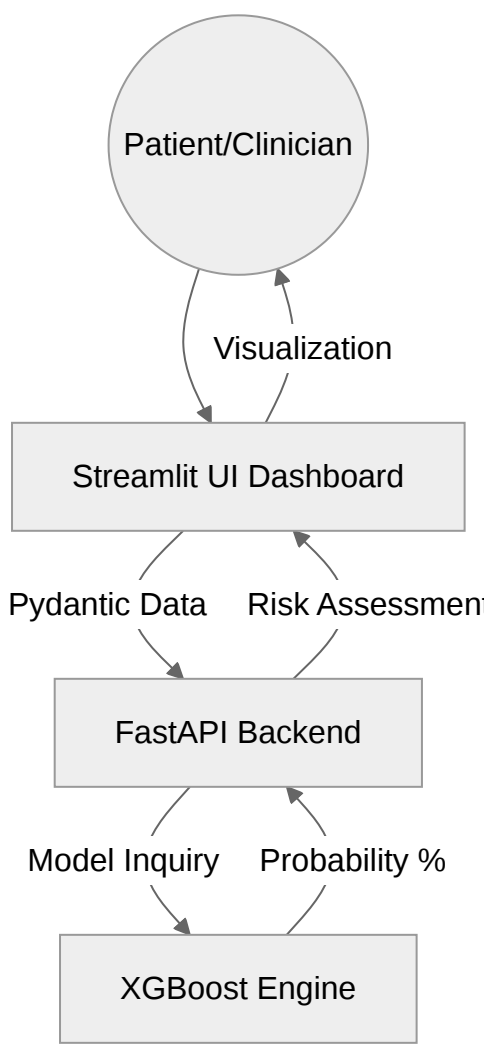 Patient/Clinician
Visualization
Streamlit UI Dashboard
Pydantic Data
Risk Assessment
FastAPI Backend
Model Inquiry
Probability %
XGBoost Engine